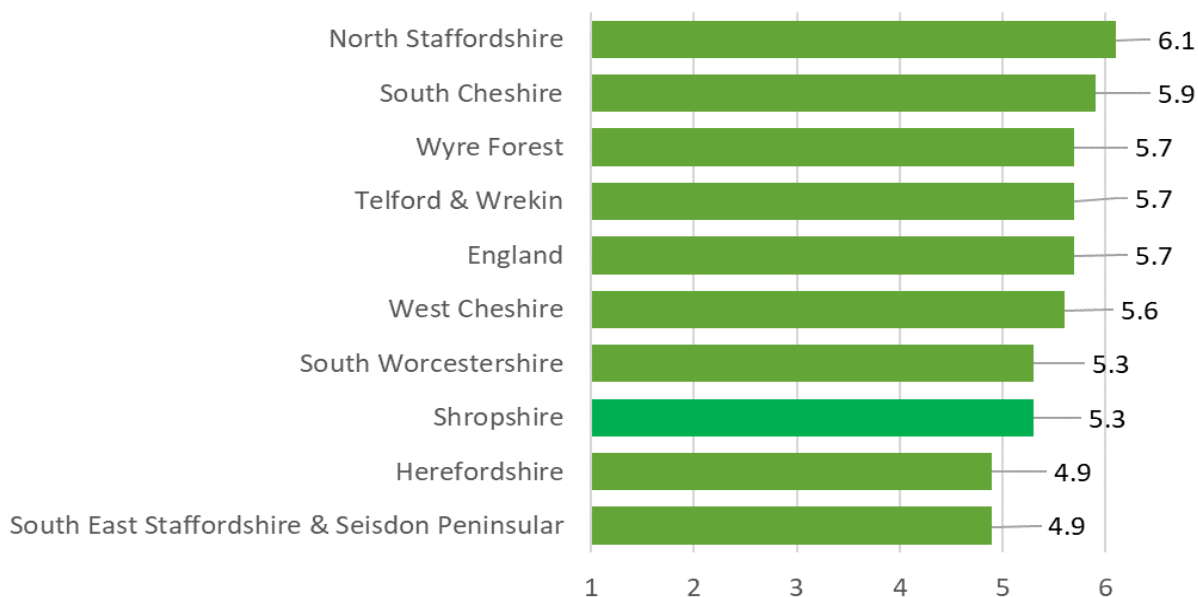 North Staffordshire 6.1
South Cheshire 5.9
Wyre Forest 5.7
Telford & Wrekin 5.7
England 5.7
West Cheshire 5.6
South Worcestershire 5.3
Shropshire 5.3
Herefordshire 4.9
South East Staffordshire & Seisdon Peninsular 4.9
1 2 3 4 5 6